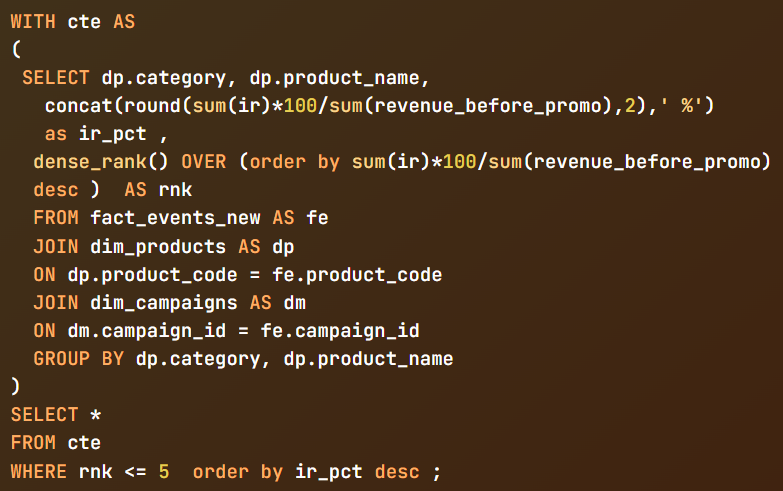 WITH cte AS
(
SELECT dp.category, dp.product_name,
concat(round(sum(ir)*100/sum(revenue_before_promo),2),' %')
as ir_pct ,
dense_rank() OVER (order by sum(ir)*100/sum(revenue_before_promo)
desc )  AS rnk
FROM fact_events_new AS fe
JOIN dim_products AS dp
ON dp.product_code = fe.product_code
JOIN dim_campaigns AS dm
ON dm.campaign_id = fe.campaign_id
GROUP BY dp.category, dp.product_name
)
SELECT *
FROM cte
WHERE rnk <= 5  order by ir_pct desc ;